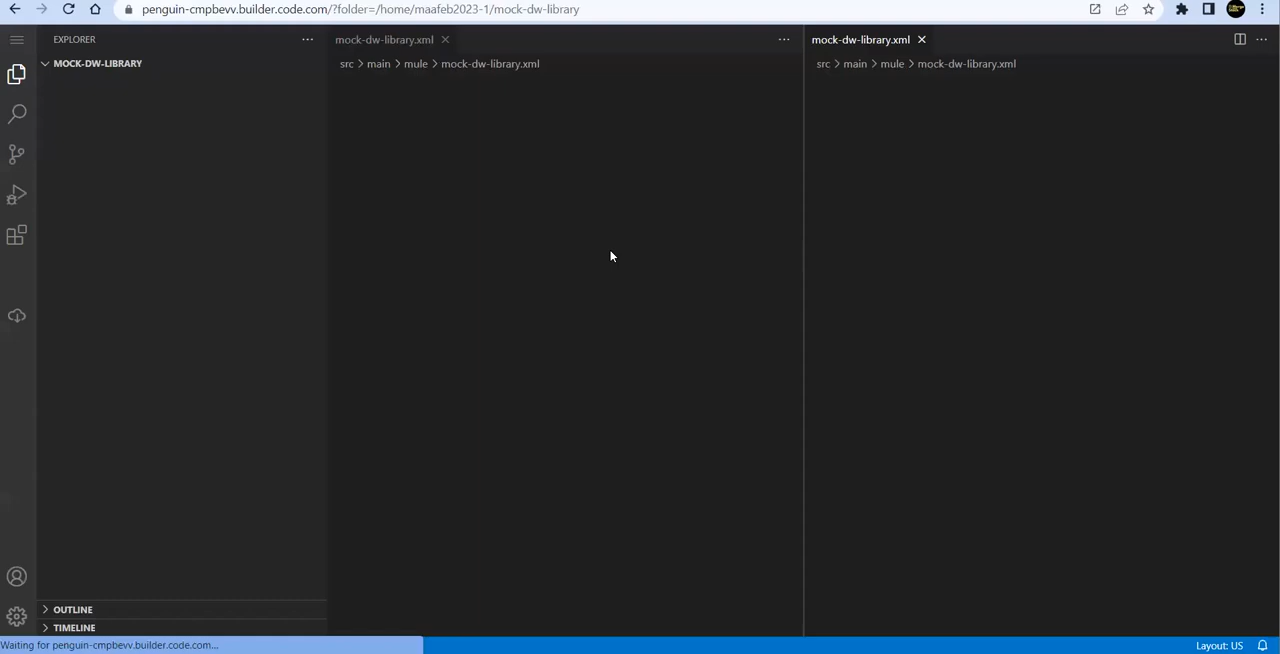 penguin-cmpbevv.builder.code.com/?folder=/home/maafeb2023-1/mock-dw-library
EXPLORER
mock-dw-library.xml
mock-dw-library.xml
MOCK-DW-LIBRARY
src > main > mule > mock-dw-library.xml
src > main > mule > mock-dw-library.xml
OUTLINE
TIMELINE
Waiting for penguin-cmpbevv.builder.code.com...
Layout: US